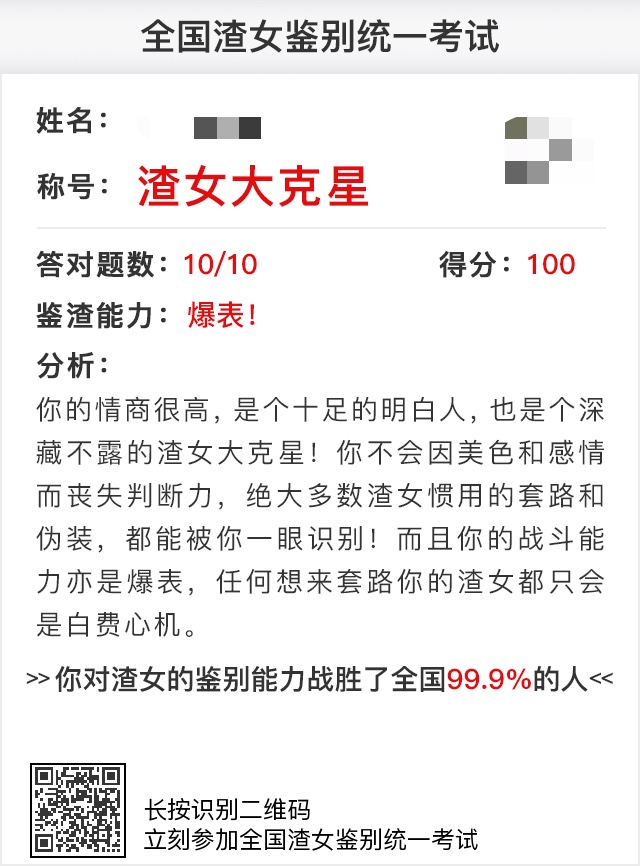 全国渣女鉴别统一考试
姓名：
称号： 渣女大克星
答对题数：10/10 得分：100
鉴渣能力：爆表！
分析：
你的情商很高，是个十足的明白人，也是个深
藏不露的渣女大克星！你不会因美色和感情
而丧失判断力，绝大多数渣女惯用的套路和
伪装，都能被你一眼识别！而且你的战斗能
力亦是爆表，任何想来套路你的渣女都只会
是白费心机。
>>你对渣女的鉴别能力战胜了全国99.9%的人<<
长按识别二维码
立刻参加全国渣女鉴别统一考试